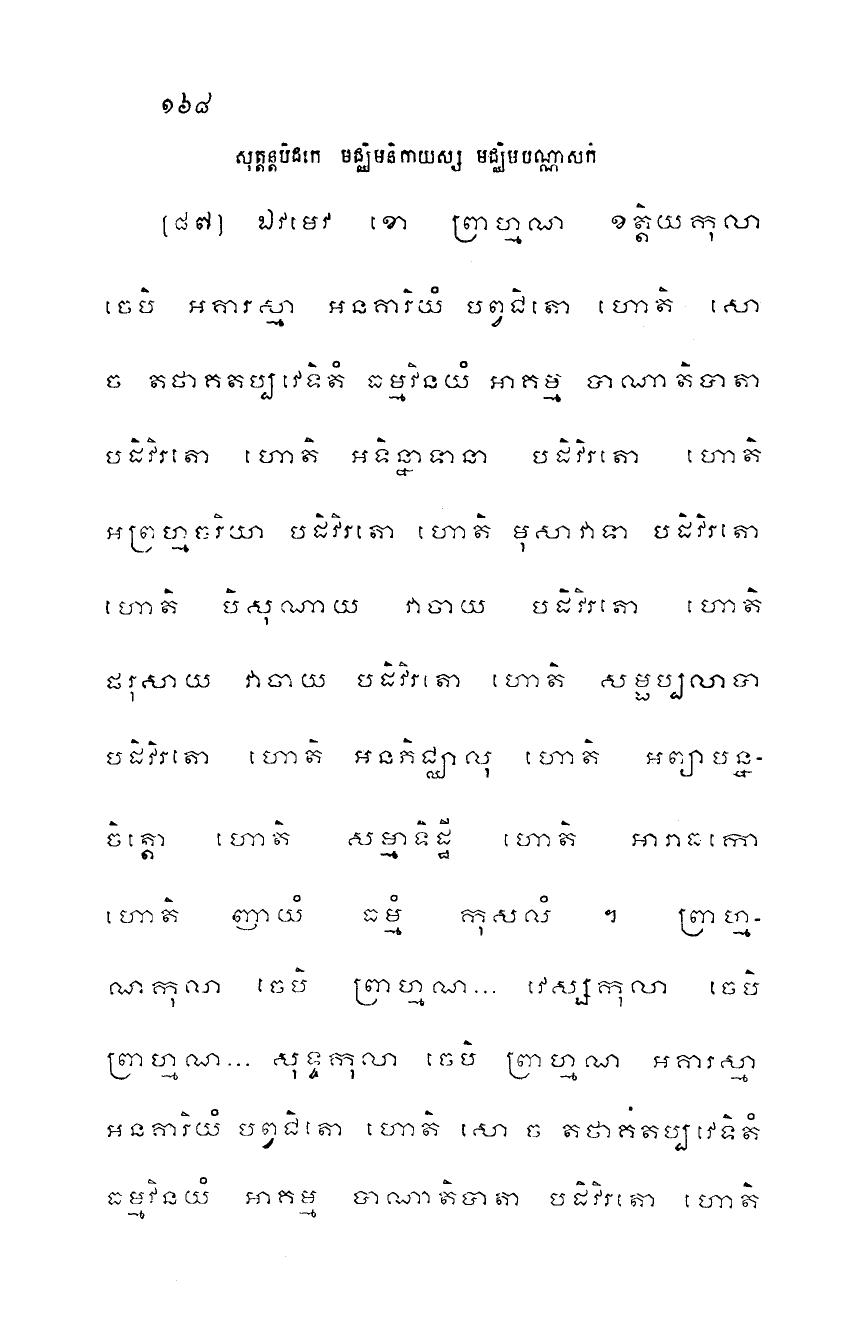 ១៦៨
សុត្តន្តបិដកេ មជ្ឈិមនិកាយស្ស មជ្ឈិមបណ្ណាសកំ
[៨៧] ឯវមេវ ខោ ព្រាហ្មណ ខត្តិយកុលា
ចេបិ អគារស្មា អនគារិយំ បព្វជិតោ ហោតិ សោ
ច តថាគតប្បវេទិតំ ធម្មវិនយំ អាគម្ម បាណាតិបាតា
បដិវិរតោ ហោតិ អទិន្នាទានា បដិវិរតោ ហោតិ
អព្រហ្មចរិយា បដិវិរតោ ហោតិ មុសាវាទា បដិវិរតោ
ហោតិ បិសុណាយ វាចាយ បដិវិរតោ ហោតិ
ផរុសាយ វាចាយ បដិវិរតោ ហោតិ សម្ផប្បលាបា
បដិវិរតោ ហោតិ អនភិជ្ឈាលុ ហោតិ អព្យាបន្ន-
ចិត្តោ ហោតិ សម្មាទិដ្ឋី ហោតិ អារាធកោ
ហោតិ ញាយំ ធម្មំ កុសលំ ។ ព្រាហ្ម-
ណកុលា ចេបិ ព្រាហ្មណ... វេស្សកុលា ចេបិ
ព្រាហ្មណ... សុទ្ទកុលា ចេបិ ព្រាហ្មណ អគារស្មា
អនគារិយំ បព្វជិតោ ហោតិ សោ ច តថាគតប្បវេទិតំ
ធម្មវិនយំ អាគម្ម បាណាតិបាតា បដិវិរតោ ហោតិ